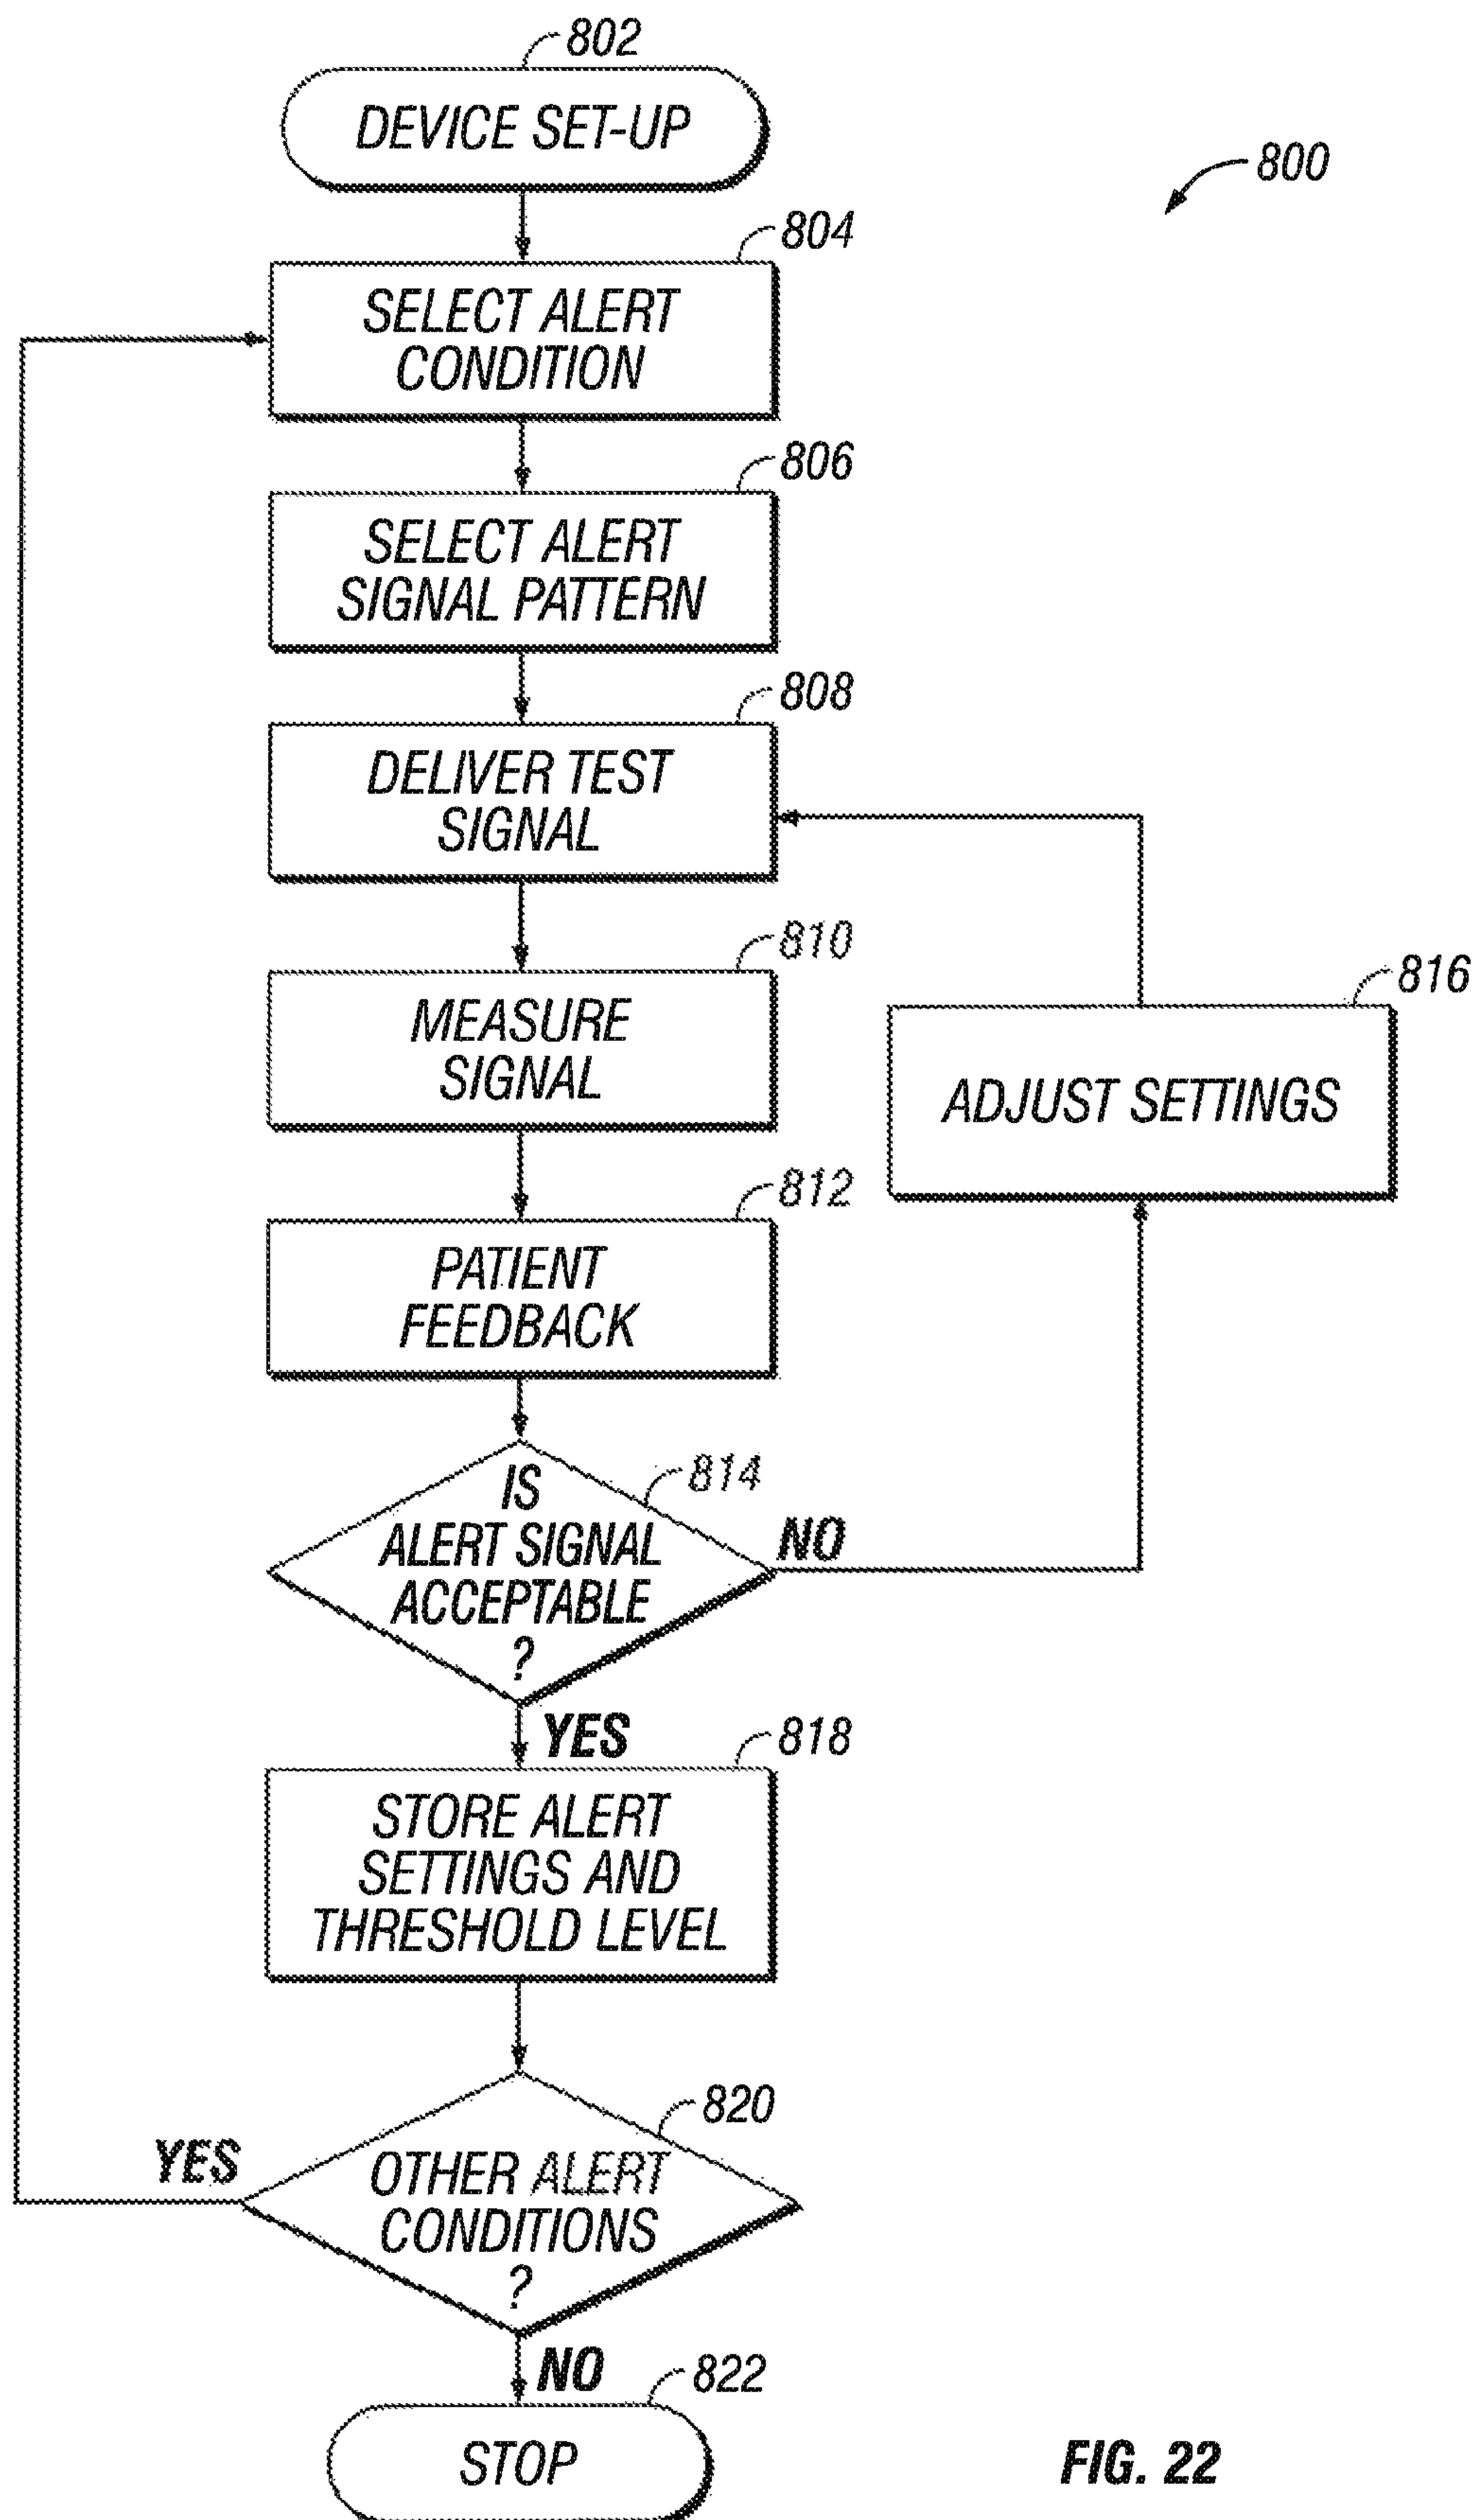 802
DEVICE SET-UP
800
804
SELECT ALERT
CONDITION
806
SELECT ALERT
SIGNAL PATTERN
808
DELIVER TEST
SIGNAL
810
MEASURE
SIGNAL
816
ADJUST SETTINGS
812
PATIENT
FEEDBACK
814
IS
ALERT SIGNAL
ACCEPTABLE
?
NO
YES
818
STORE ALERT
SETTINGS AND
THRESHOLD LEVEL
820
YES
OTHER ALERT
CONDITIONS
?
NO
822
STOP
FIG. 22